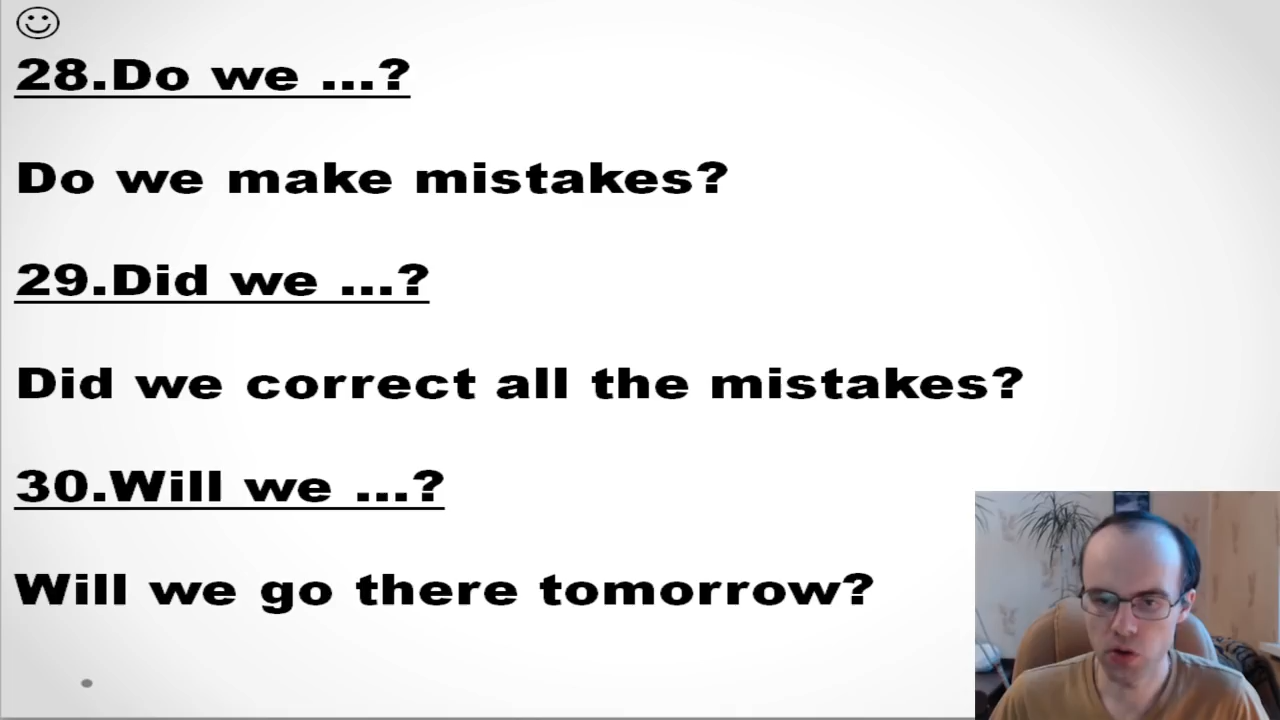 28.Do we ...?
Do we make mistakes?
29.Did we ...?
Did we correct all the mistakes?
30.Will we ...?
Will we go there tomorrow?